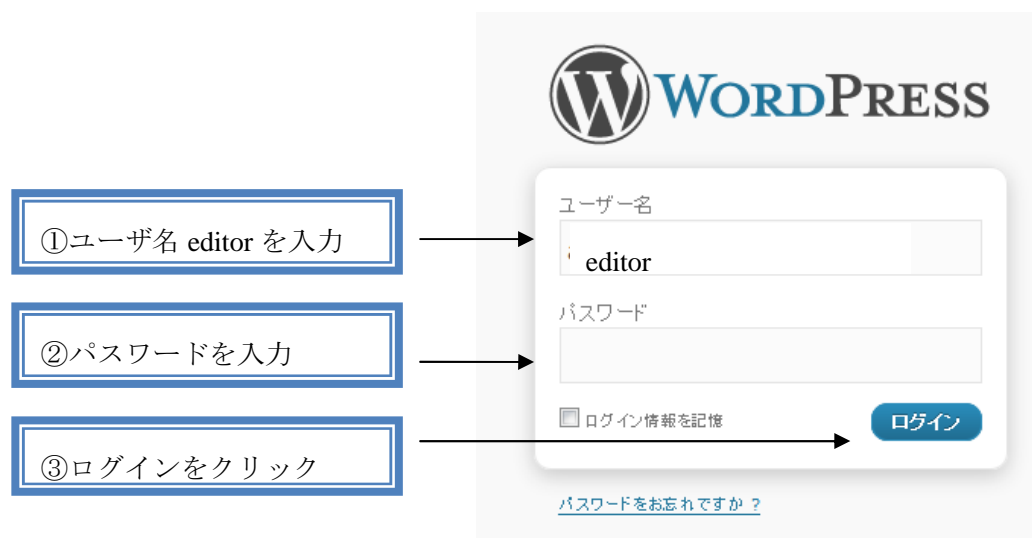 WORDPRESS
ユーザー名
①ユーザ名 editor を入力
editor
パスワード
②パスワードを入力
ログイン情報を記憶
ログイン
③ログインをクリック
パスワードをお忘れですか ?